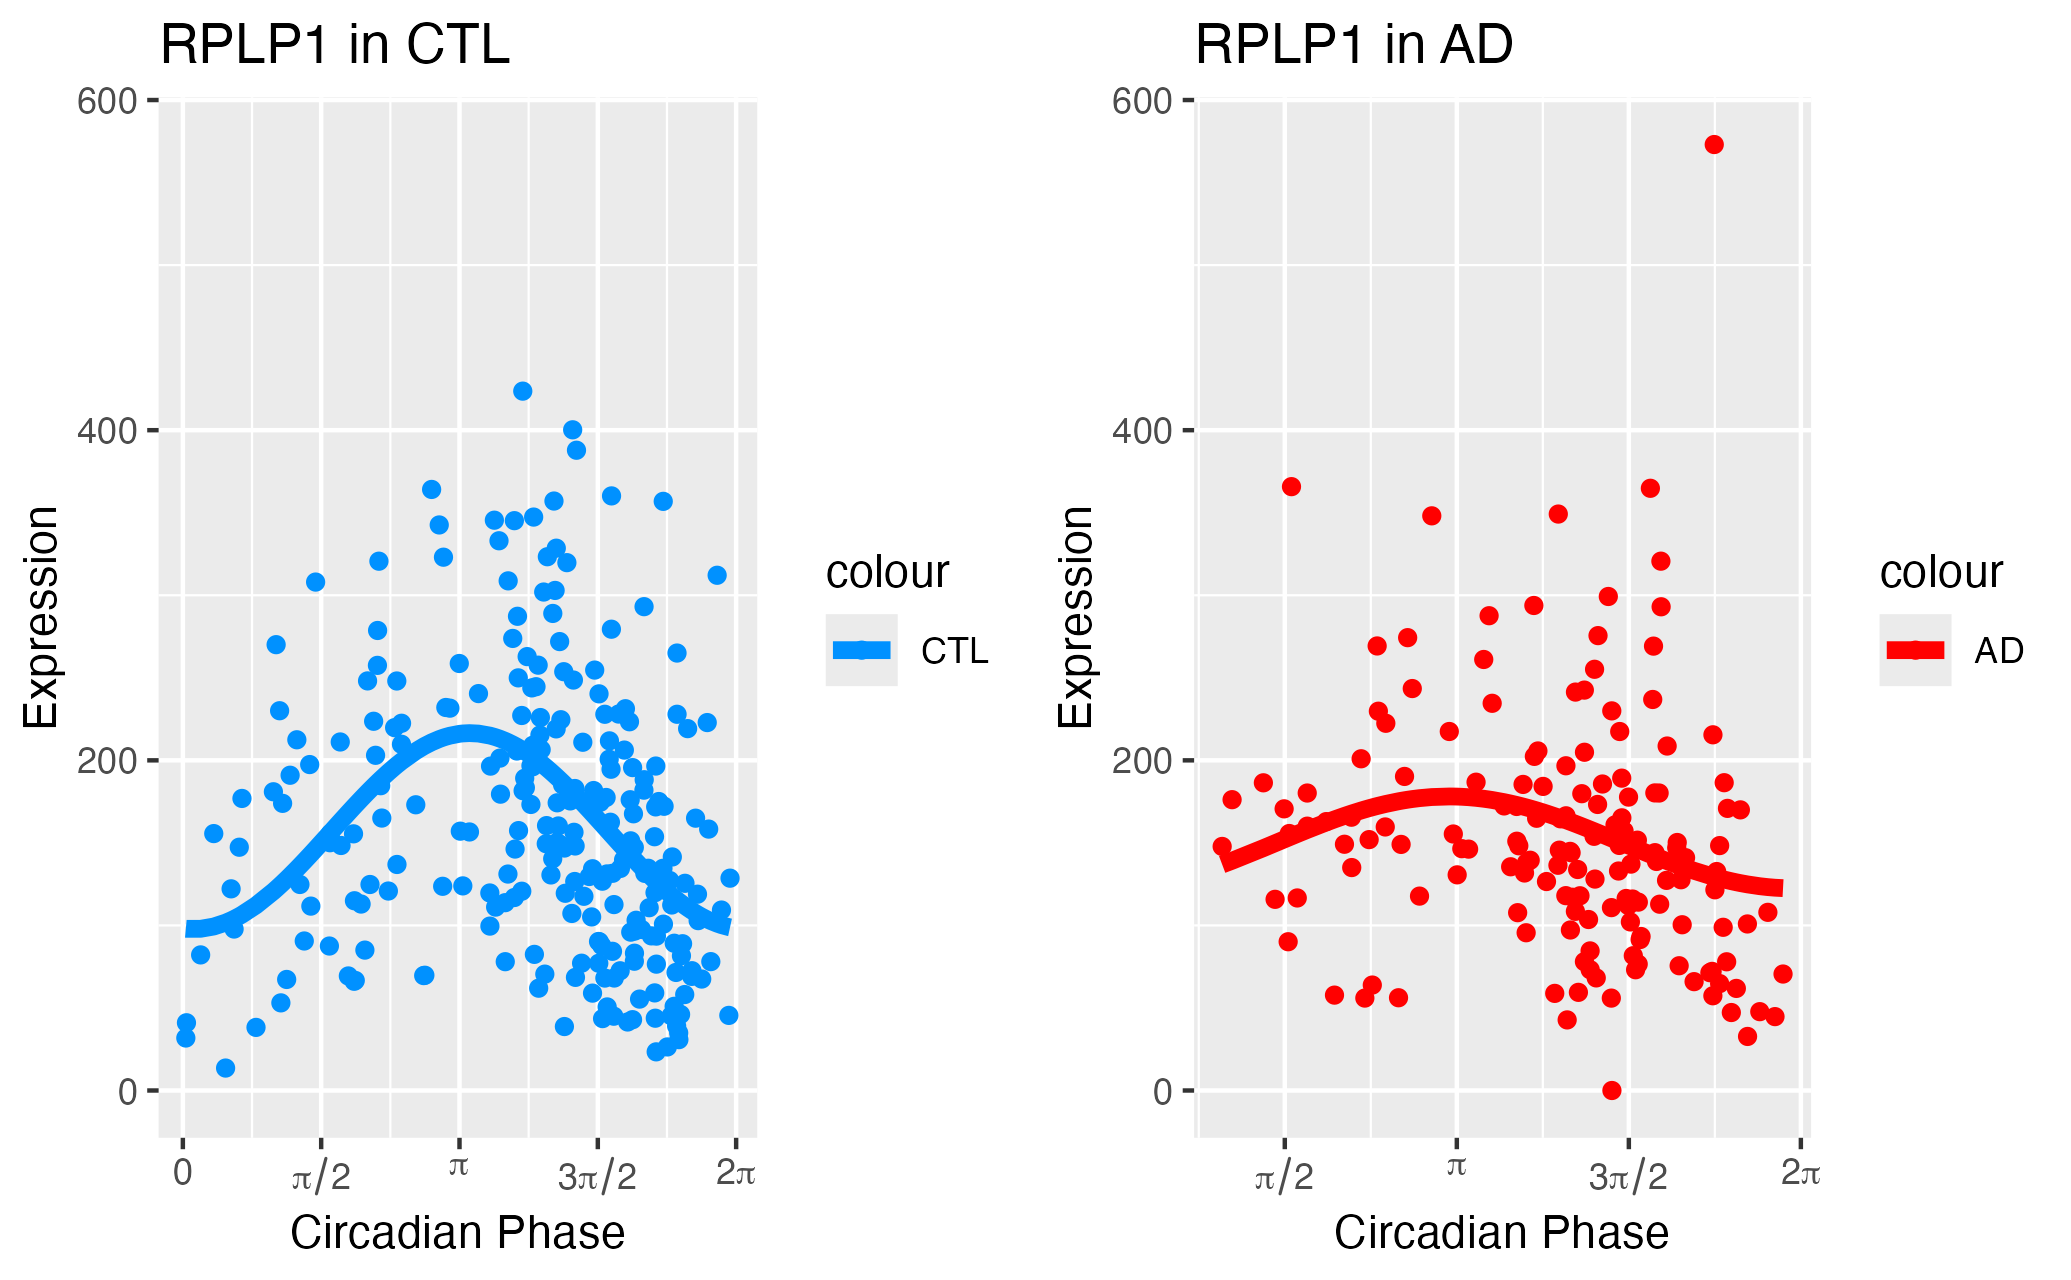 RPLP1 in CTL
600
400
200
0
Expression
0
π/2
π
3π/2
2π
Circadian Phase
colour
CTL
RPLP1 in AD
600
400
200
0
Expression
π/2
π
3π/2
2π
Circadian Phase
colour
AD